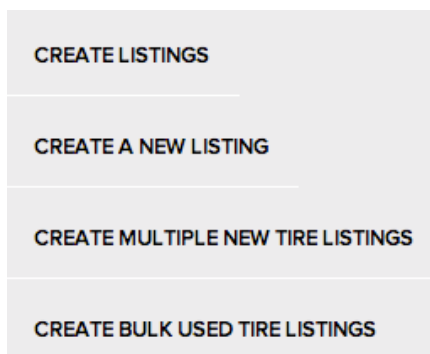 CREATE LISTINGS
CREATE A NEW LISTING
CREATE MULTIPLE NEW TIRE LISTINGS
CREATE BULK USED TIRE LISTINGS